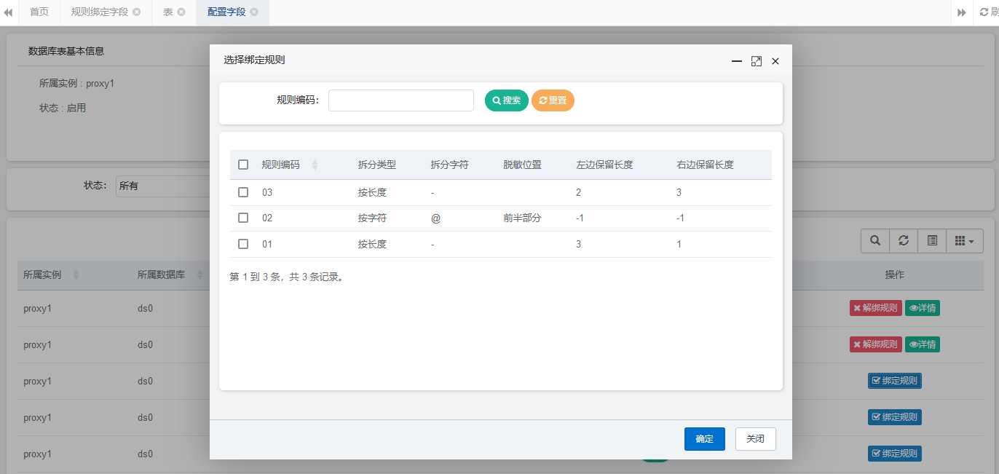 首页 规则绑定字段 表 配置字段 刷
数据库表基本信息
所属实例 : proxy1
状态 : 启用
状态： 所有
选择绑定规则
规则编码： 搜索 重置
规则编码 拆分类型 拆分字符 脱敏位置 左边保留长度 右边保留长度
03 按长度 - 2 3
02 按字符 @ 前半部分 -1 -1
01 按长度 - 3 1
第 1 到 3 条，共 3 条记录。
确定 关闭
所属实例 所属数据库 操作
proxy1 ds0 解绑规则 详情
proxy1 ds0 解绑规则 详情
proxy1 ds0 绑定规则
proxy1 ds0 绑定规则
proxy1 ds0 绑定规则